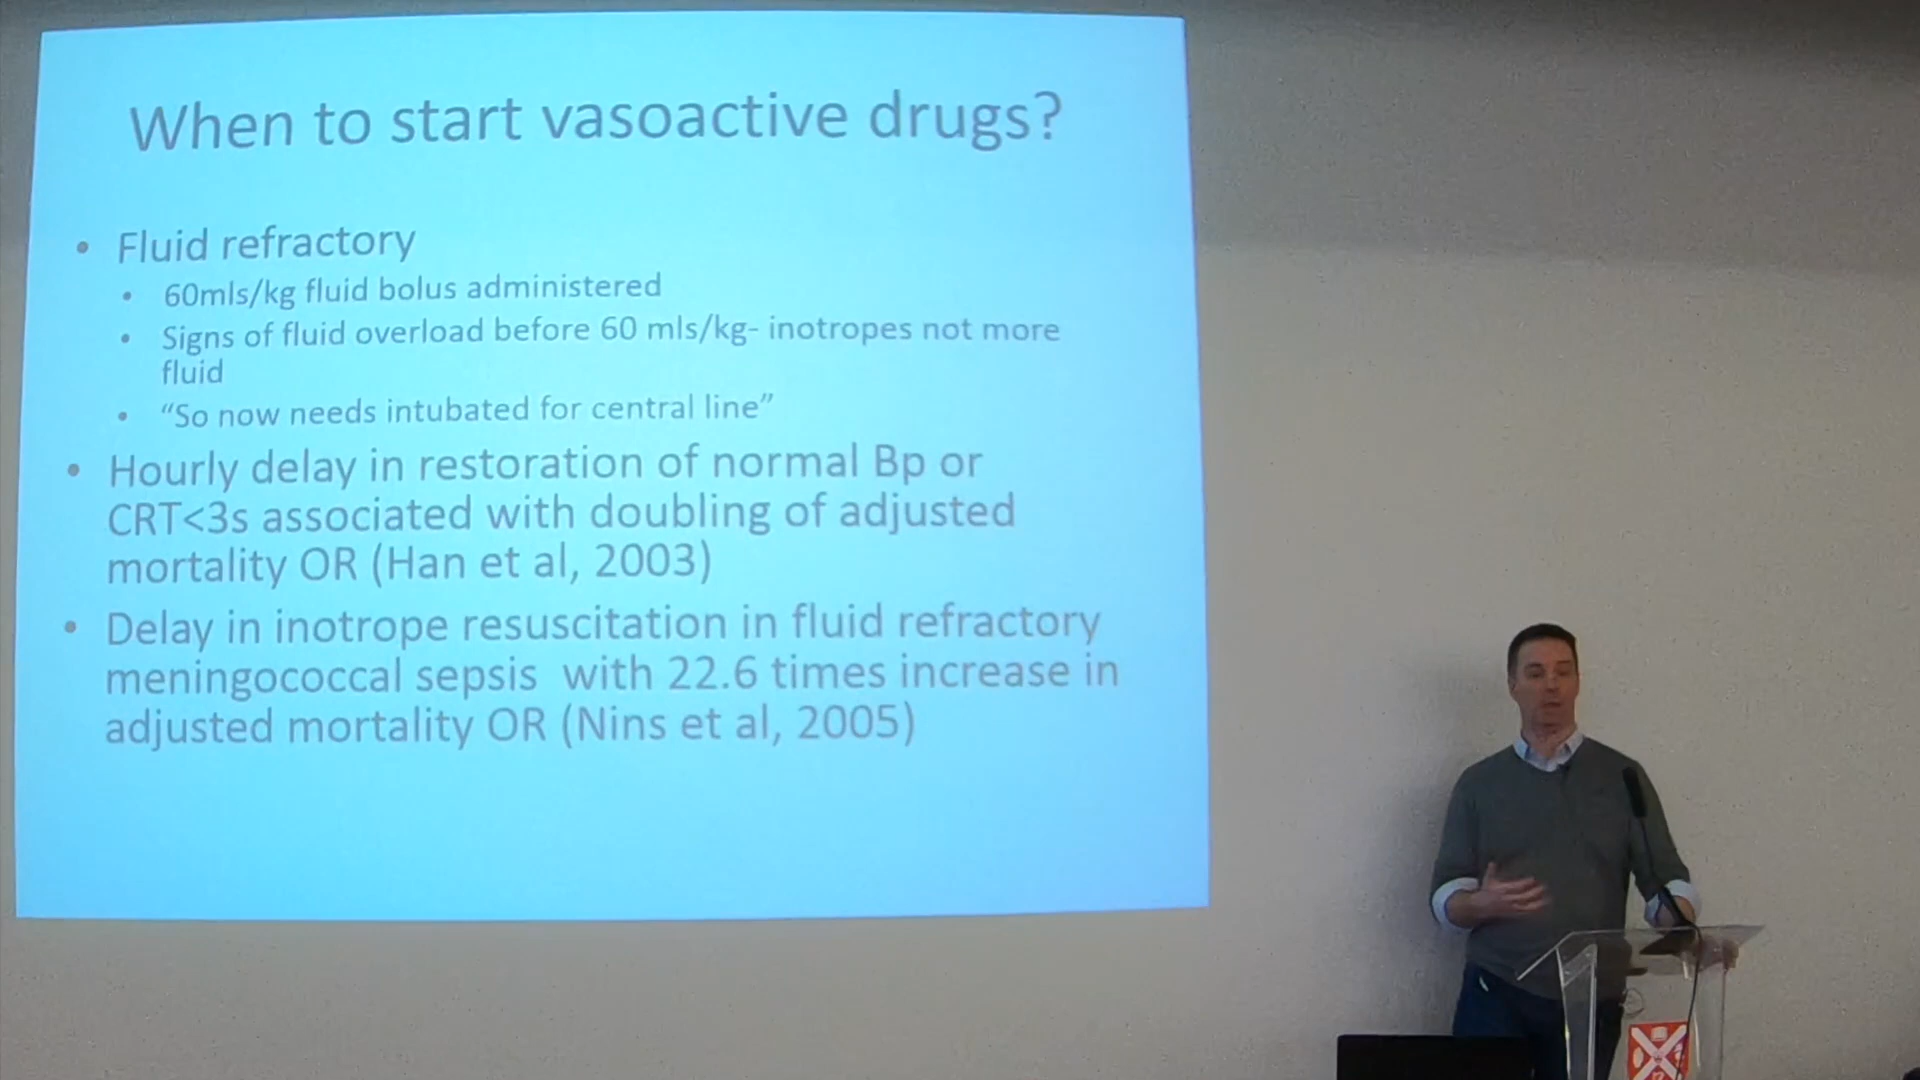 When to start vasoactive drugs?
• Fluid refractory
• 60mls/kg fluid bolus administered
• Signs of fluid overload before 60 mls/kg- inotropes not more
fluid
• “So now needs intubated for central line”
• Hourly delay in restoration of normal Bp or
CRT<3s associated with doubling of adjusted
mortality OR (Han et al, 2003)
• Delay in inotrope resuscitation in fluid refractory
meningococcal sepsis with 22.6 times increase in
adjusted mortality OR (Nins et al, 2005)